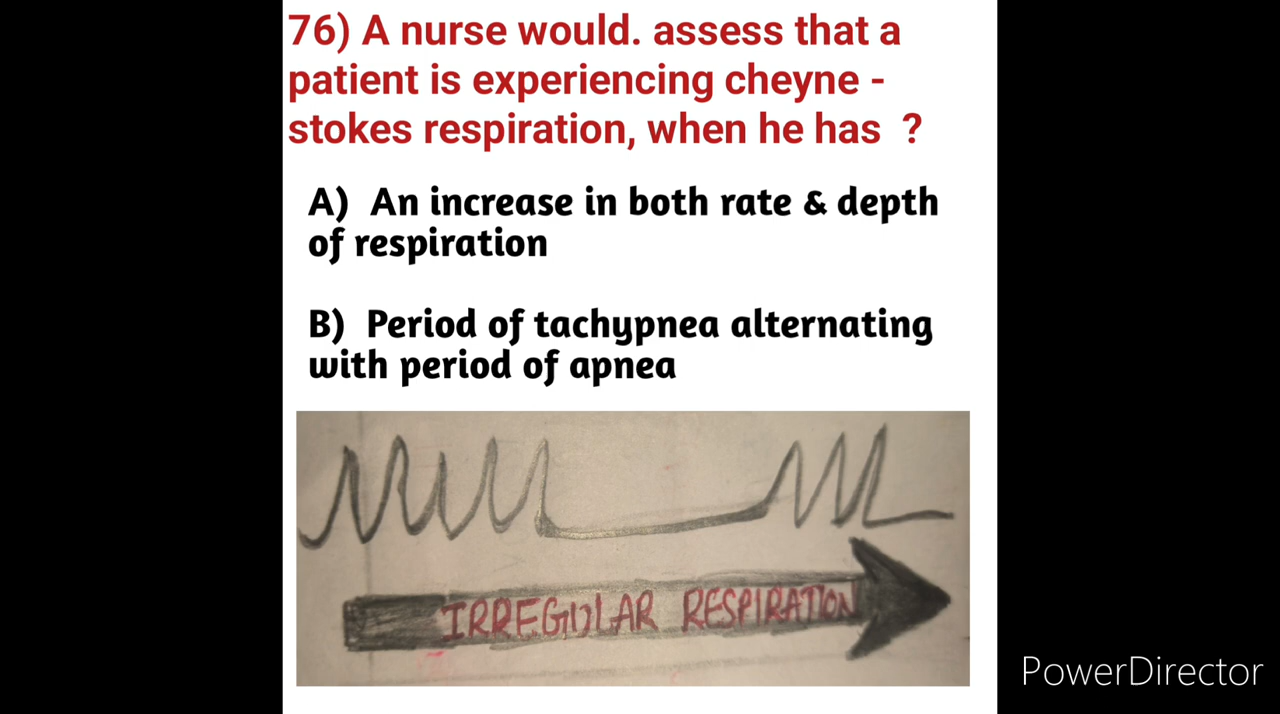 76) A nurse would. assess that a
patient is experiencing cheyne -
stokes respiration, when he has  ?
A)  An increase in both rate & depth
of respiration
B)  Period of tachypnea alternating
with period of apnea
IRREGULAR RESPIRATION
PowerDirector